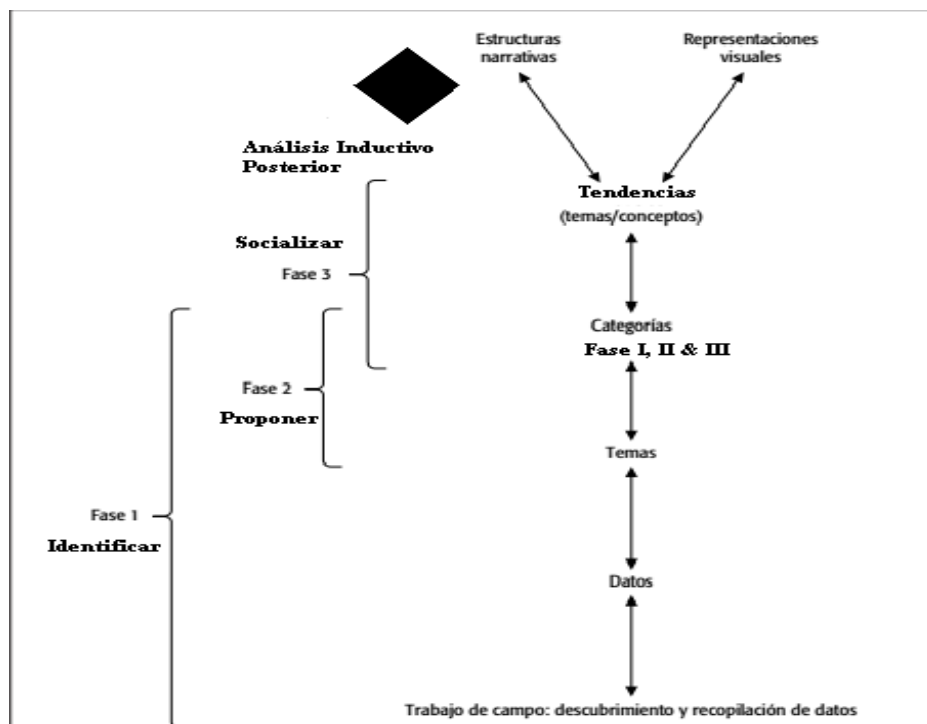 Estructuras
narrativas
Representaciones
visuales
Análisis Inductivo
Posterior
Tendencias
(temas/conceptos)
Socializar
Fase 3
Categorías
Fase I, II & III
Fase 2
Proponer
Temas
Fase 1
Identificar
Datos
Trabajo de campo: descubrimiento y recopilación de datos